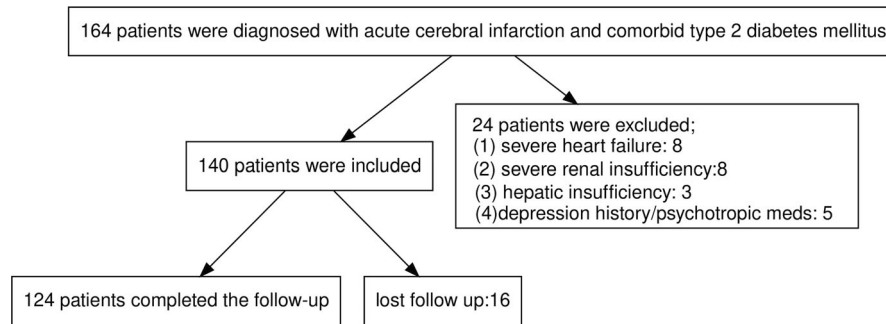 164 patients were diagnosed with acute cerebral infarction and comorbid type 2 diabetes mellitus
24 patients were excluded;
(1) severe heart failure: 8
(2) severe renal insufficiency:8
(3) hepatic insufficiency: 3
(4)depression history/psychotropic meds: 5
140 patients were included
124 patients completed the follow-up
lost follow up:16